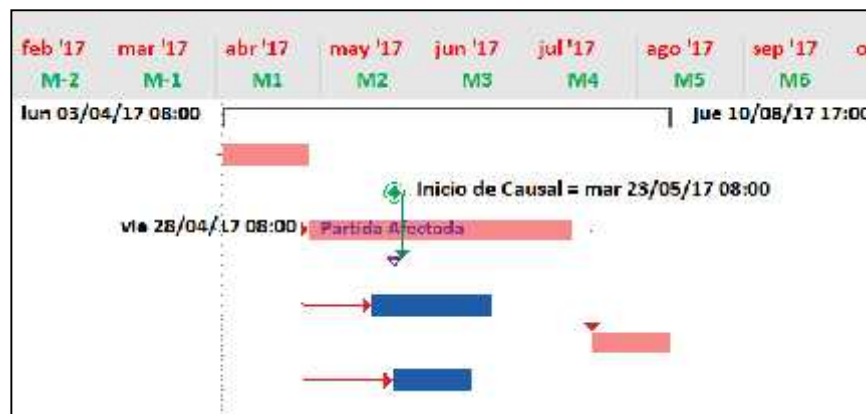 feb '17 mar '17 abr '17 may '17 jun '17 jul '17 ago '17 sep '17 o
M-2 M-1 M1 M2 M3 M4 M5 M6
lun 03/04/17 08:00 jue 10/08/17 17:00
Inicio de Causal = mar 23/05/17 08:00
vie 28/04/17 08:00 Partida Afectada